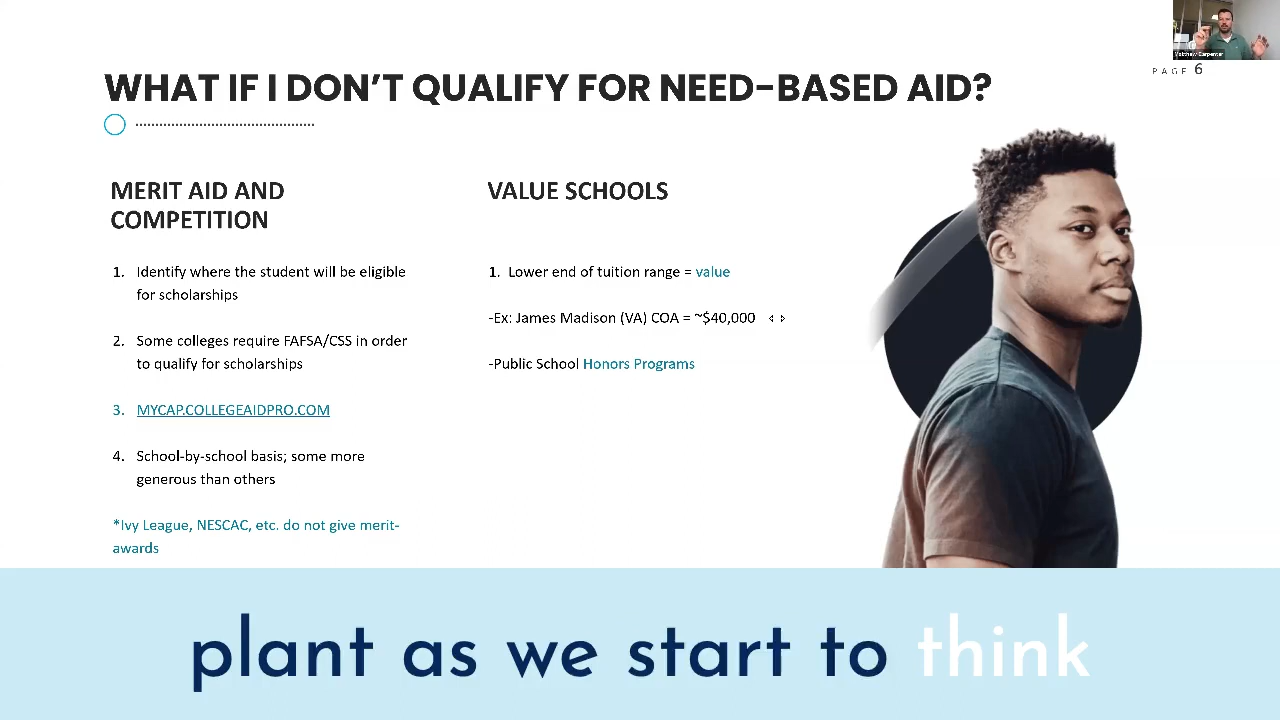 Matthew Carpenter
PAGE 6
WHAT IF I DON'T QUALIFY FOR NEED-BASED AID?
MERIT AID AND
COMPETITION
1. Identify where the student will be eligible
for scholarships
2. Some colleges require FAFSA/CSS in order
to qualify for scholarships
3. MYCAP.COLLEGEAIDPRO.COM
4. School-by-school basis; some more
generous than others
*Ivy League, NESCAC, etc. do not give merit-
awards
VALUE SCHOOLS
1. Lower end of tuition range = value
-Ex: James Madison (VA) COA = ~$40,000
-Public School Honors Programs
plant as we start to think